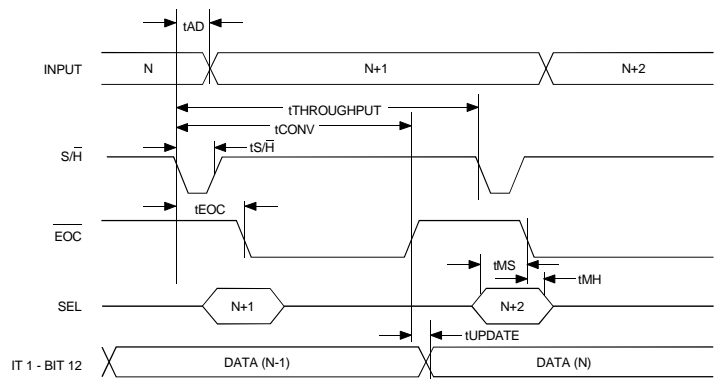 tAD
INPUT N N+1 N+2
tTHROUGHPUT
tCONV
S/H̅ tS/H̅
tEOC
E̅O̅C̅
tMS
tMH
SEL N+1 N+2
tUPDATE
IT 1 - BIT 12 DATA (N-1) DATA (N)